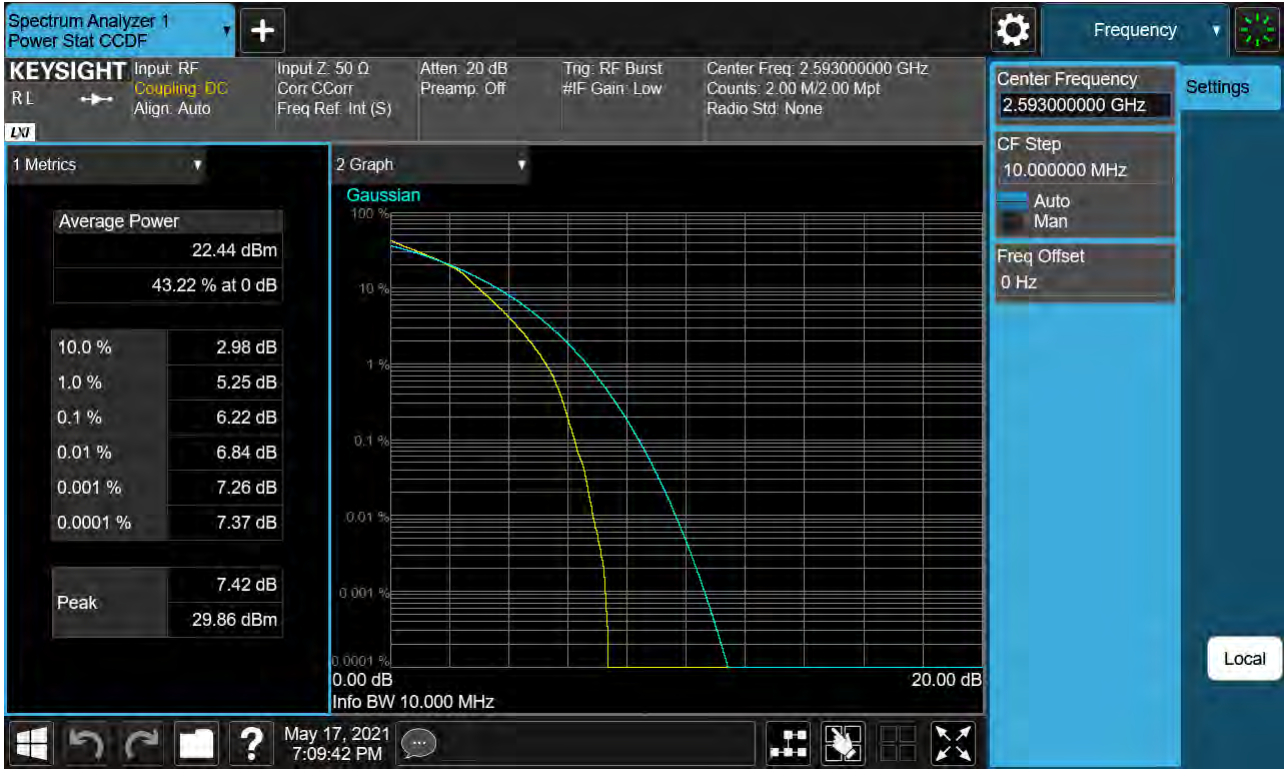 Spectrum Analyzer 1
Power Stat CCDF
+
Frequency
KEYSIGHT
R L
LXI
Input: RF
Coupling: DC
Align: Auto
Input Z: 50 Ω
Corr CCorr
Freq Ref: Int (S)
Atten: 20 dB
Preamp: Off
Trig: RF Burst
#IF Gain: Low
Center Freq: 2.593000000 GHz
Counts: 2.00 M/2.00 Mpt
Radio Std: None
1 Metrics
Average Power
22.44 dBm
43.22 % at 0 dB
10.0 % 2.98 dB
1.0 % 5.25 dB
0.1 % 6.22 dB
0.01 % 6.84 dB
0.001 % 7.26 dB
0.0001 % 7.37 dB
Peak
7.42 dB
29.86 dBm
2 Graph
Gaussian
100 %
10 %
1 %
0.1 %
0.01 %
0.001 %
0.0001 %
0.00 dB 20.00 dB
Info BW 10.000 MHz
Center Frequency
2.593000000 GHz
CF Step
10.000000 MHz
Auto
Man
Freq Offset
0 Hz
Settings
Local
?
May 17, 2021
7:09:42 PM